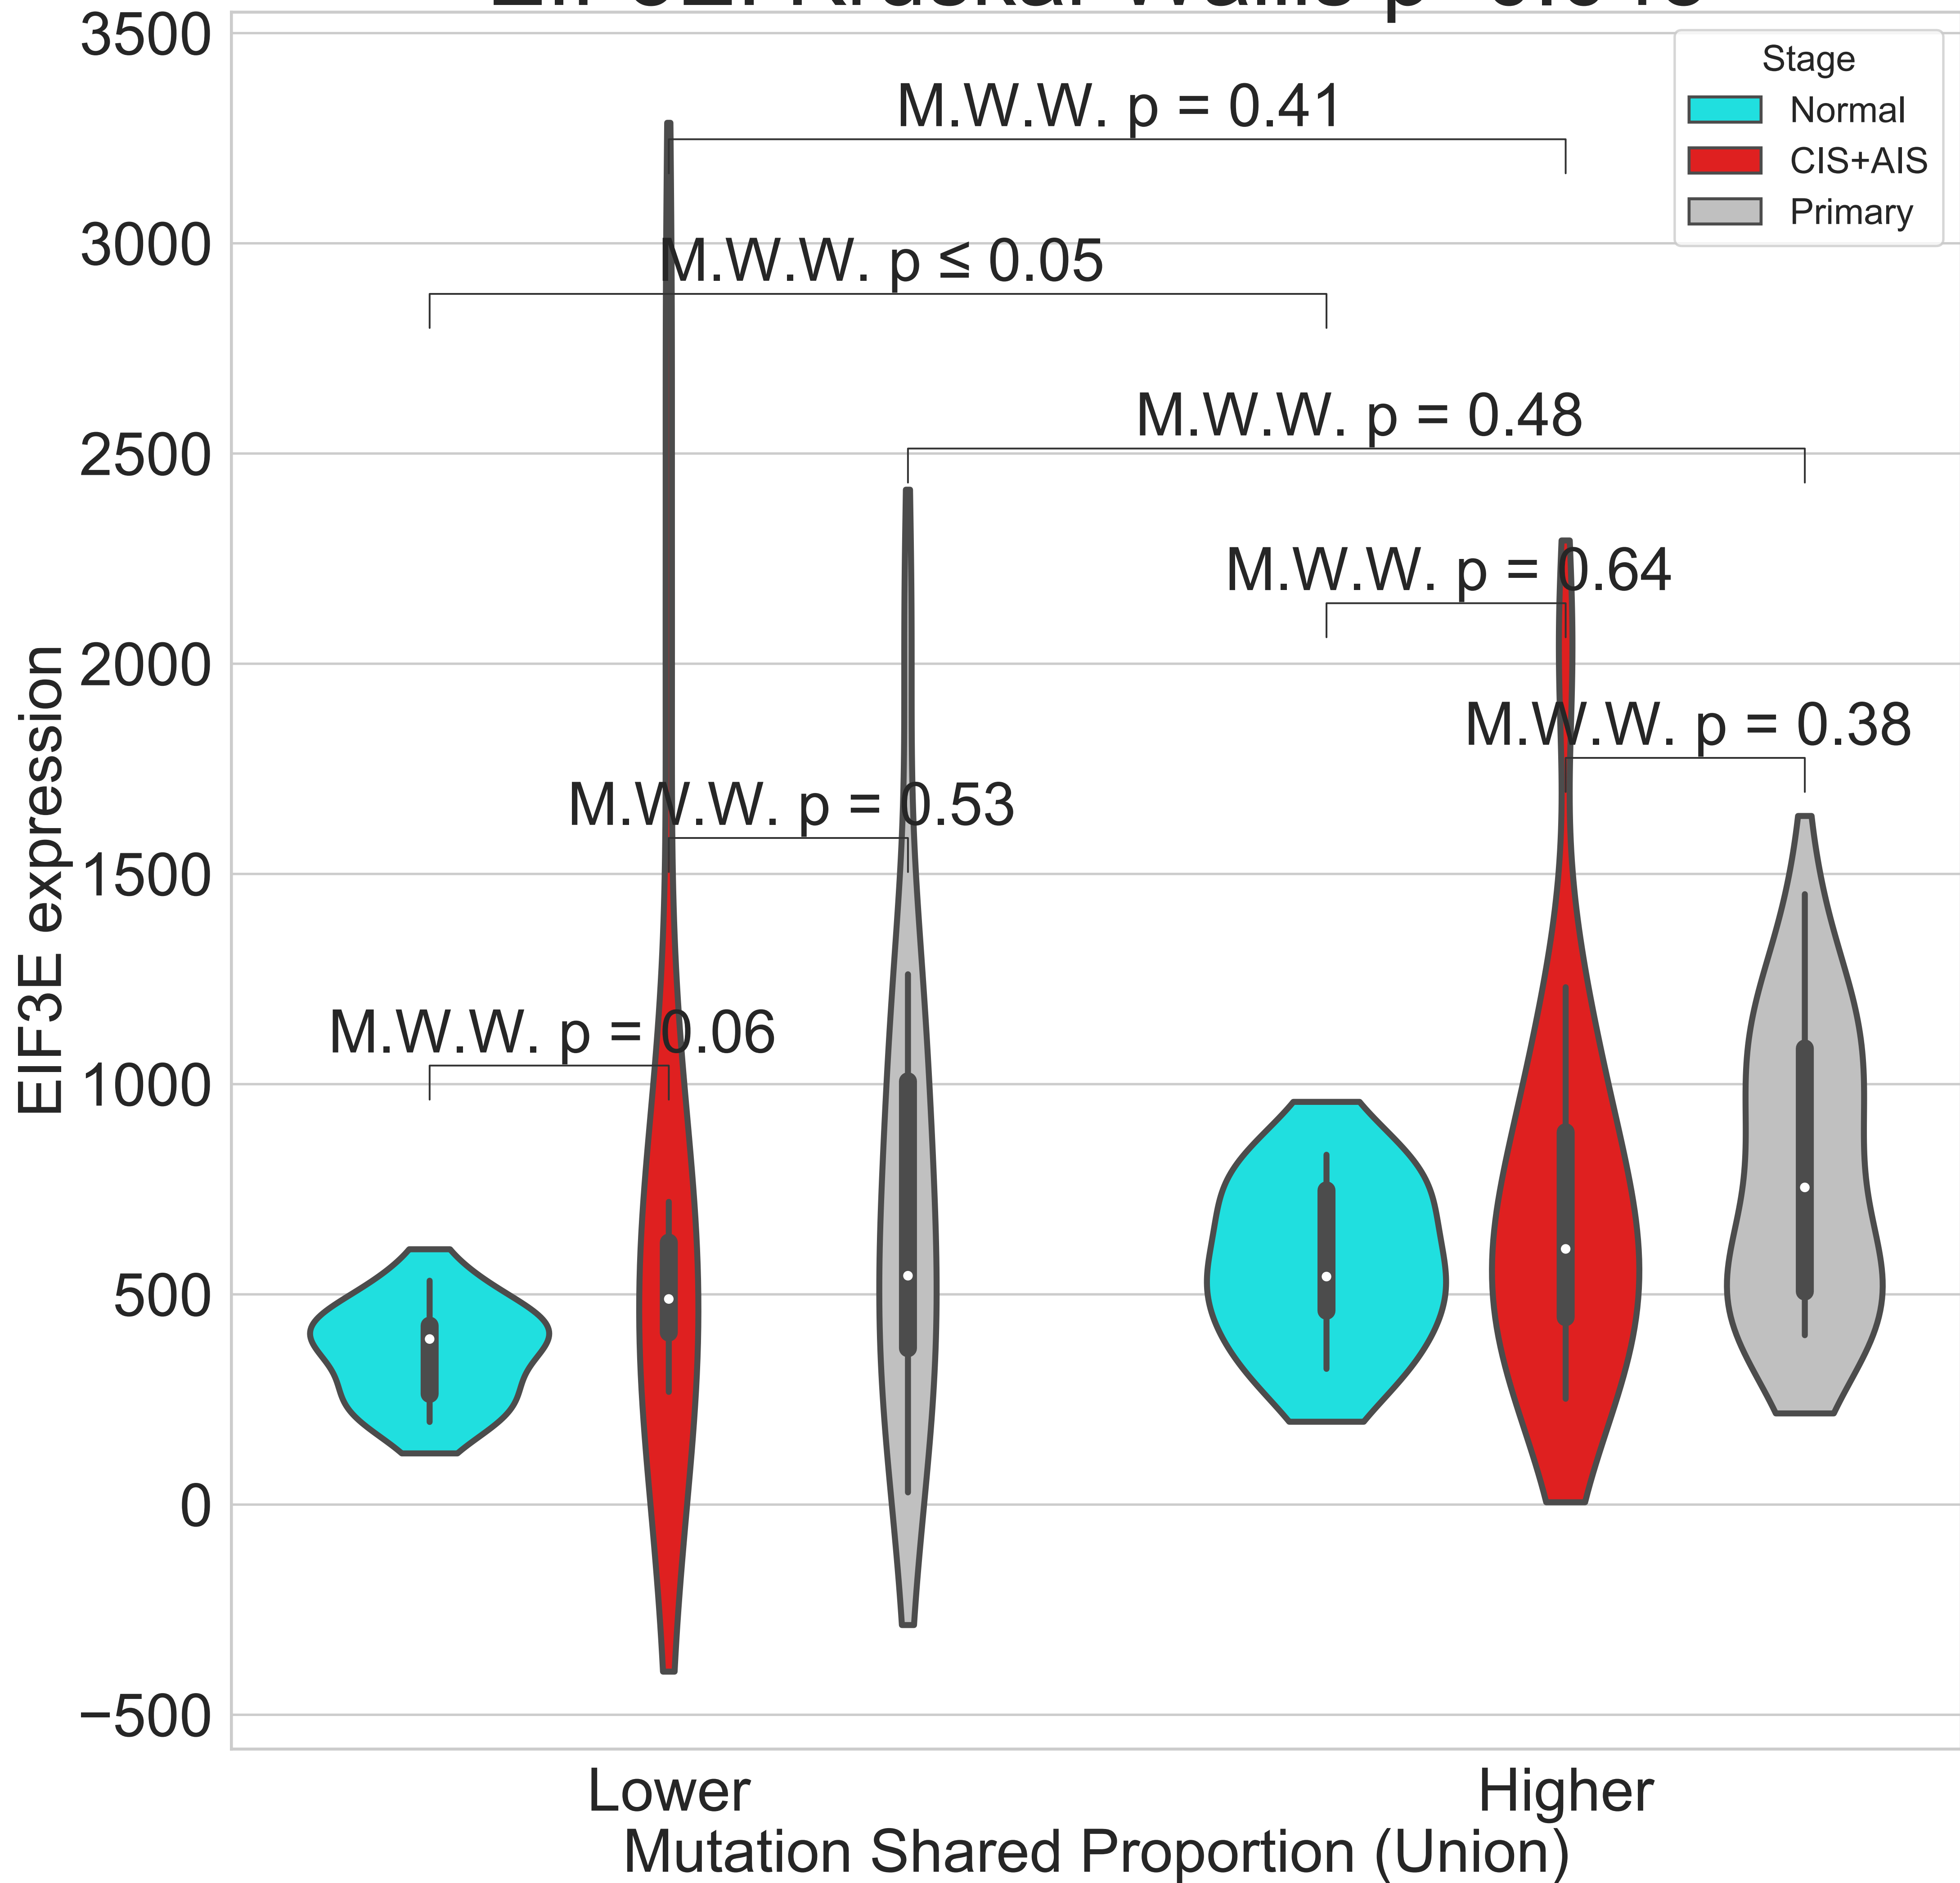 3500
3000
2500
2000
1500
1000
500
0
−500
EIF3E expression
Stage
Normal
CIS+AIS
Primary
M.W.W. p = 0.41
M.W.W. p ≤ 0.05
M.W.W. p = 0.48
M.W.W. p = 0.64
M.W.W. p = 0.38
M.W.W. p = 0.53
M.W.W. p = 0.06
Lower
Higher
Mutation Shared Proportion (Union)